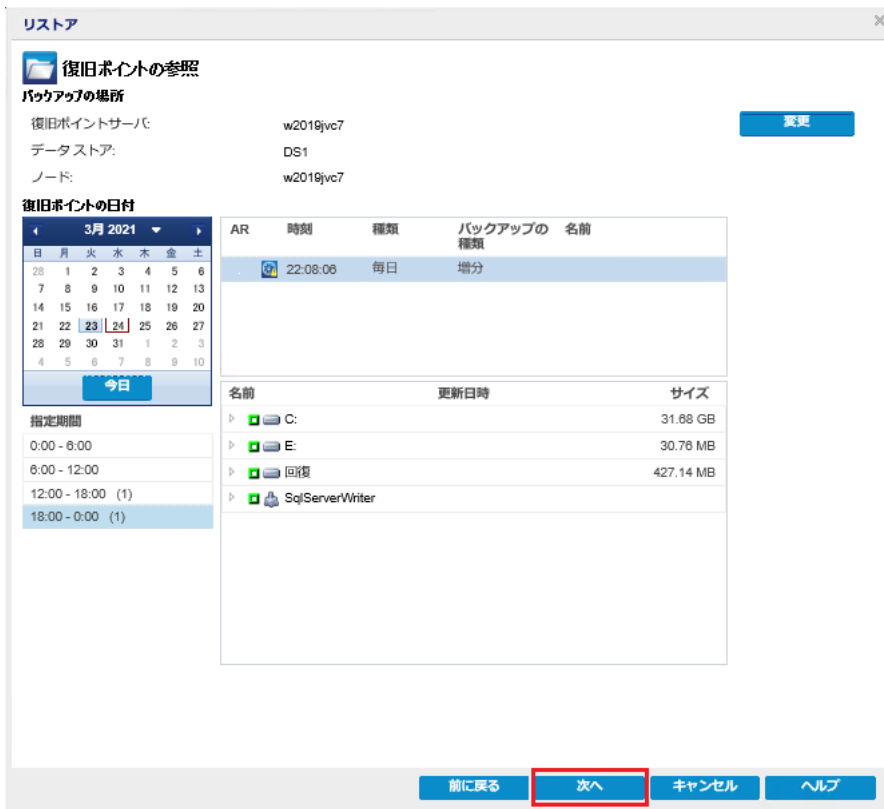 リストア
復旧ポイントの参照
バックアップの場所
復旧ポイントサーバ: w2019jvc7 変更
データ ストア: DS1
ノード: w2019jvc7
復旧ポイントの日付
3月 2021
日 月 火 水 木 金 土
28 1 2 3 4 5 6
7 8 9 10 11 12 13
14 15 16 17 18 19 20
21 22 23 24 25 26 27
28 29 30 31 1 2 3
4 5 6 7 8 9 10
今日
指定期間
0:00 - 6:00
6:00 - 12:00
12:00 - 18:00 (1)
18:00 - 0:00 (1)
AR 時刻 種類 バックアップの種類 名前
22:08:06 毎日 増分
名前 更新日時 サイズ
C: 31.68 GB
E: 30.76 MB
回復 427.14 MB
SqlServerWriter
前に戻る 次へ キャンセル ヘルプ